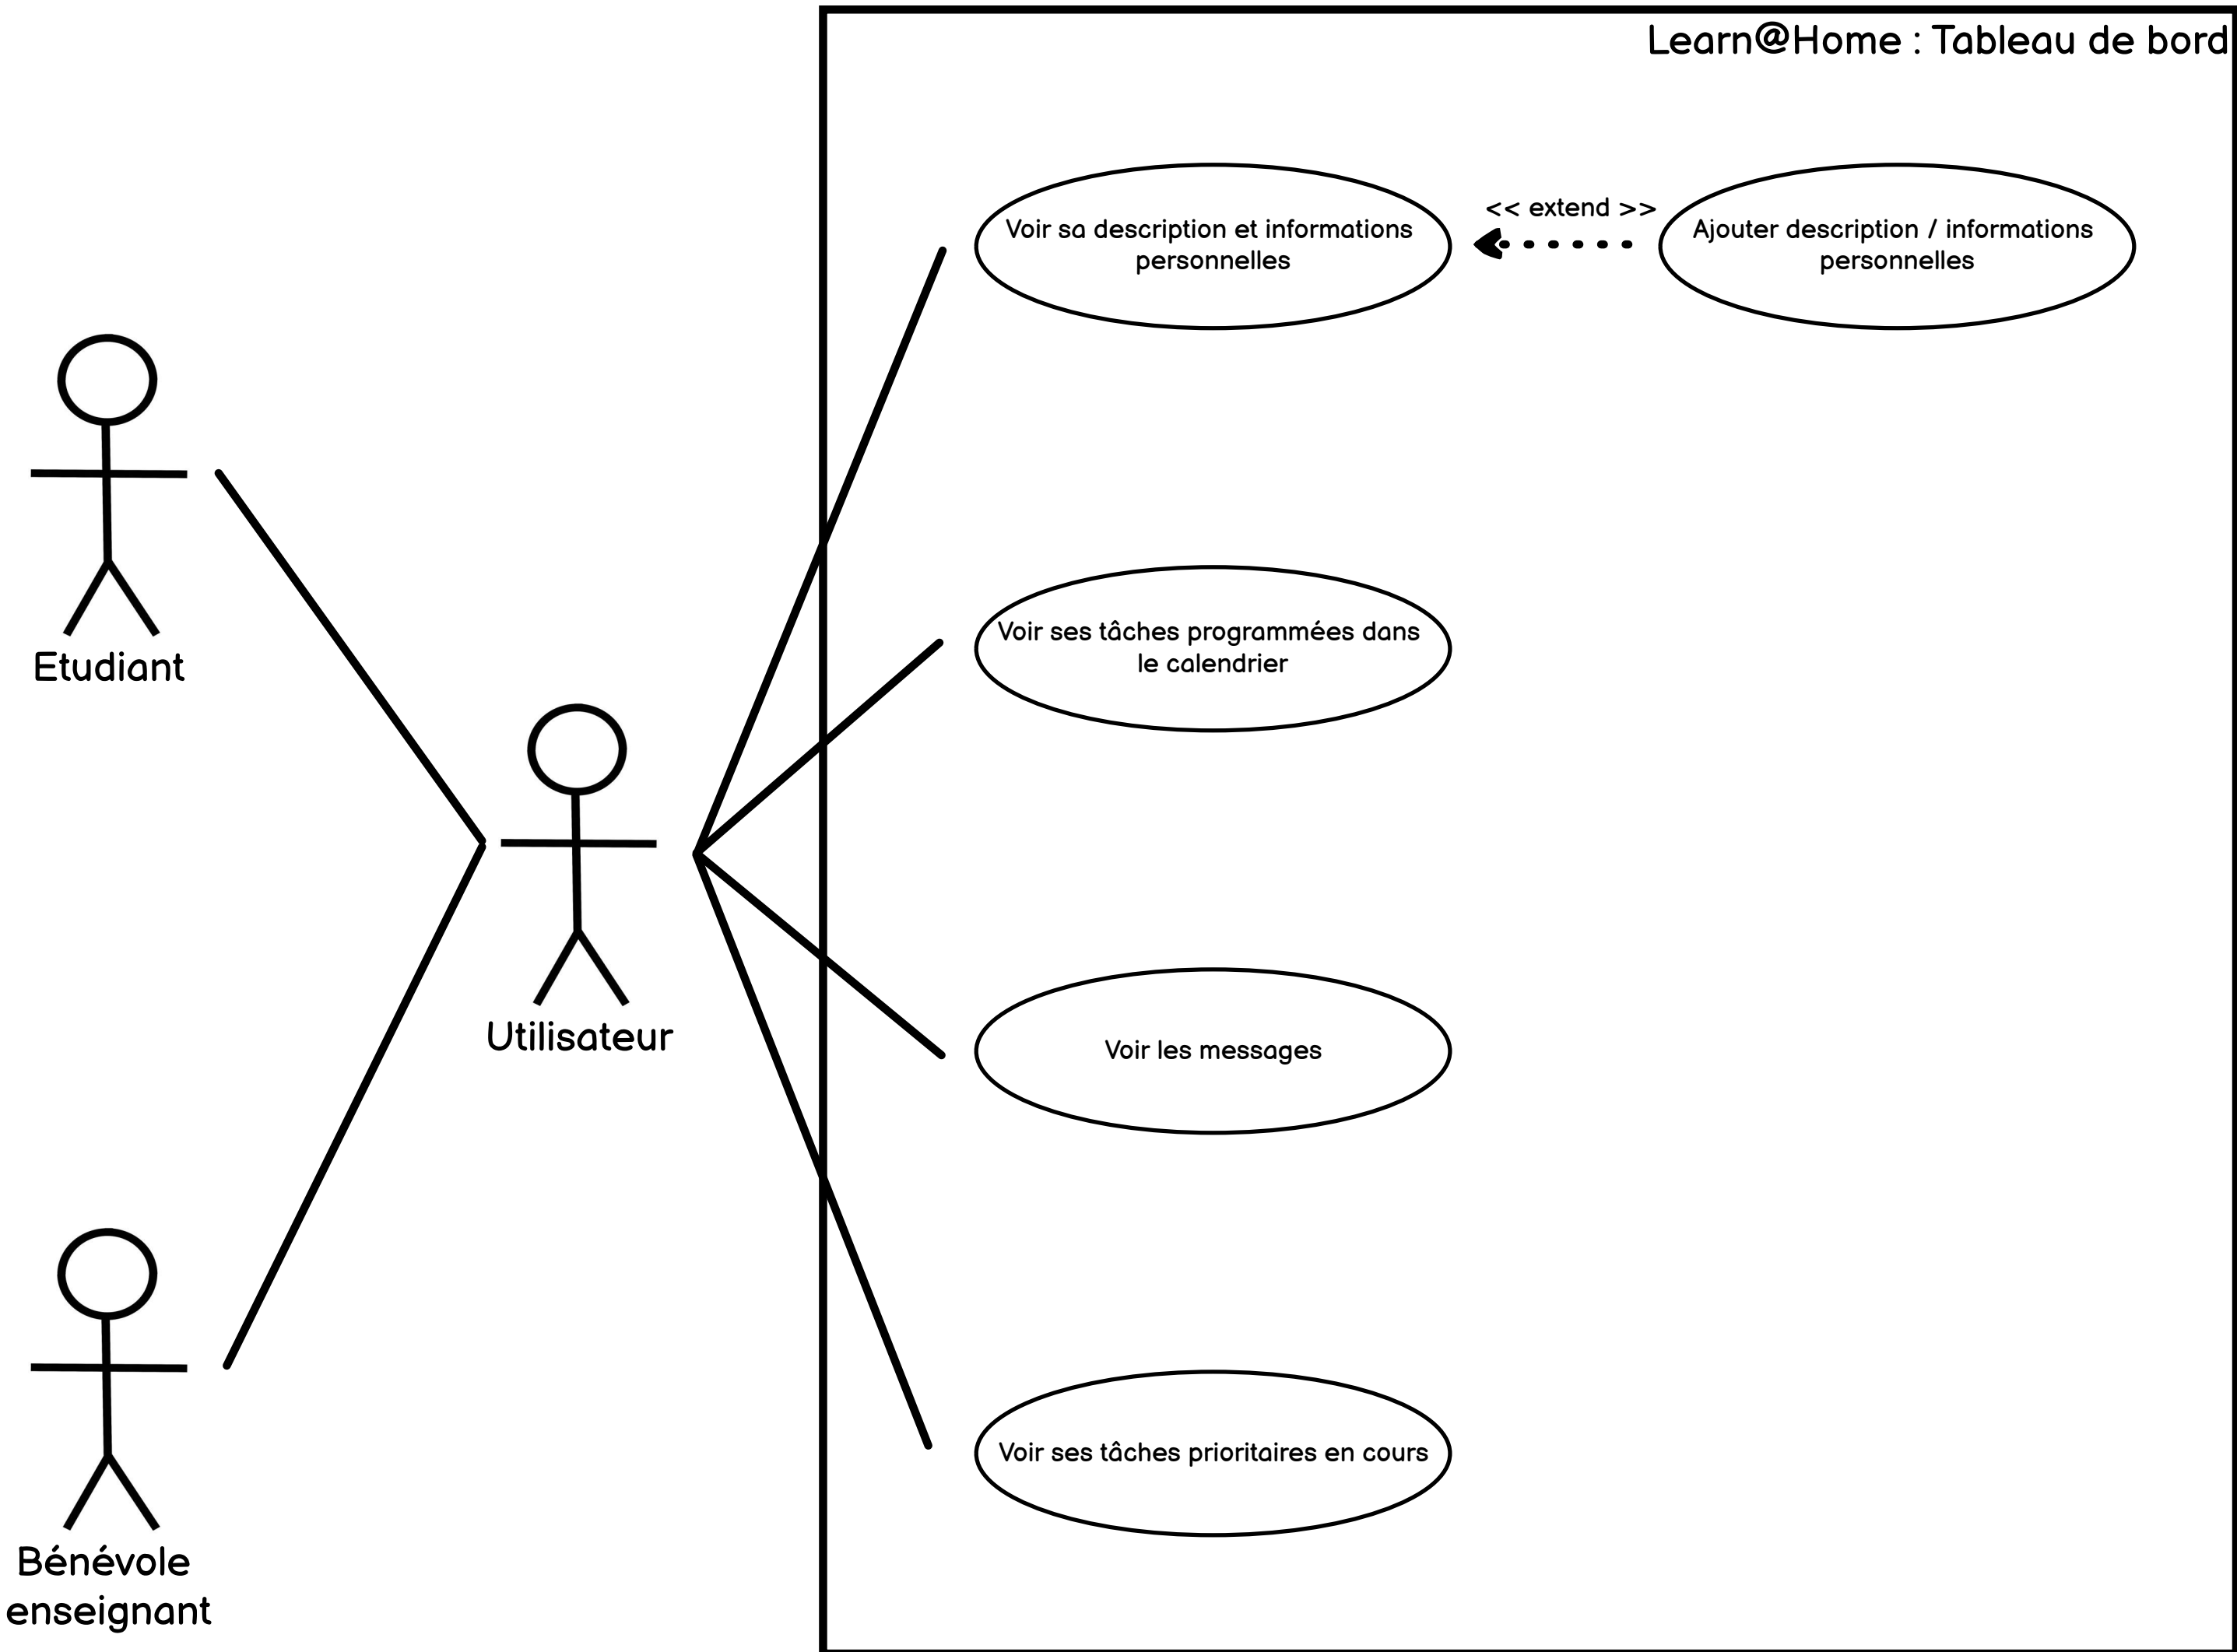 Learn@Home : Tableau de bord
Voir sa description et informations
personnelles
<< extend >>
Ajouter description / informations
personnelles
Etudiant
Voir ses tâches programmées dans
le calendrier
Utilisateur
Voir les messages
Voir ses tâches prioritaires en cours
Bénévole
enseignant